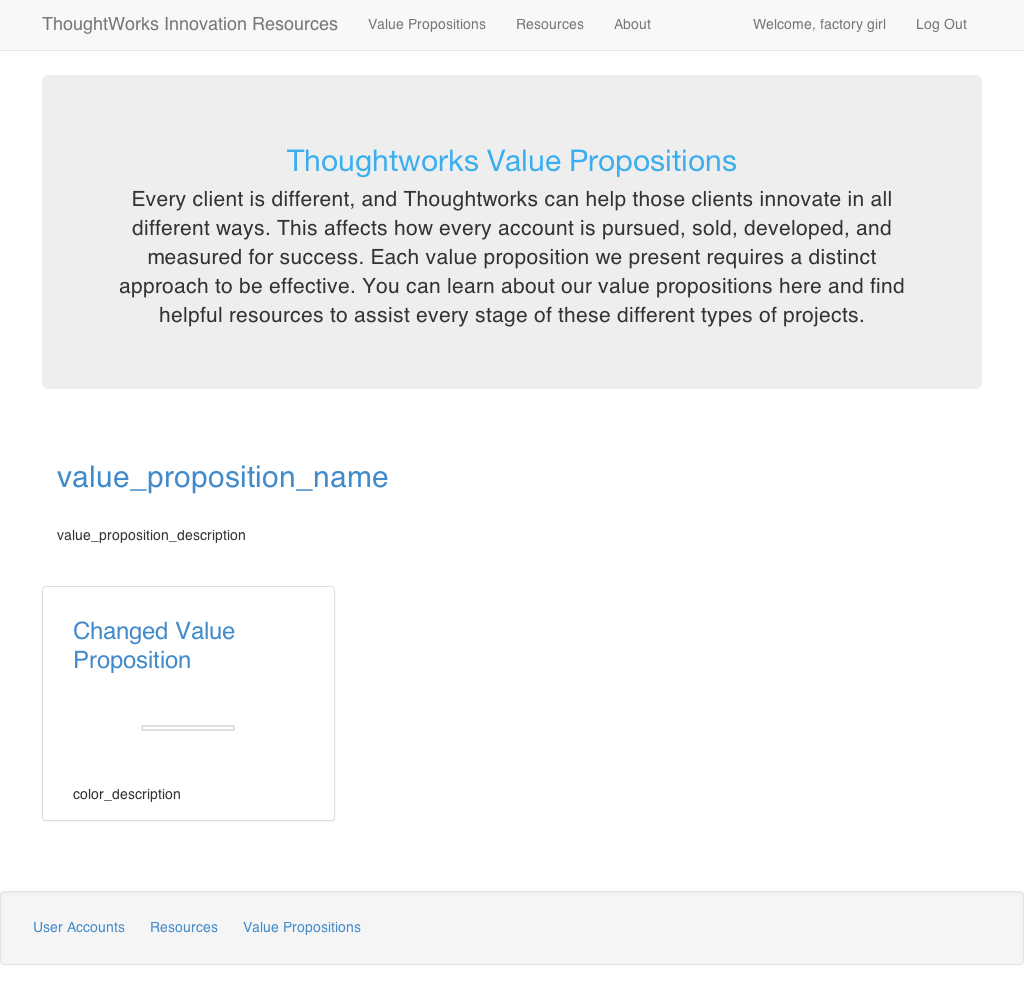 ThoughtWorks Innovation Resources Value Propositions Resources About Welcome, factory girl Log Out
Thoughtworks Value Propositions
Every client is different, and Thoughtworks can help those clients innovate in all
different ways. This affects how every account is pursued, sold, developed, and
measured for success. Each value proposition we present requires a distinct
approach to be effective. You can learn about our value propositions here and find
helpful resources to assist every stage of these different types of projects.
value_proposition_name
value_proposition_description
Changed Value
Proposition
color_description
User Accounts Resources Value Propositions